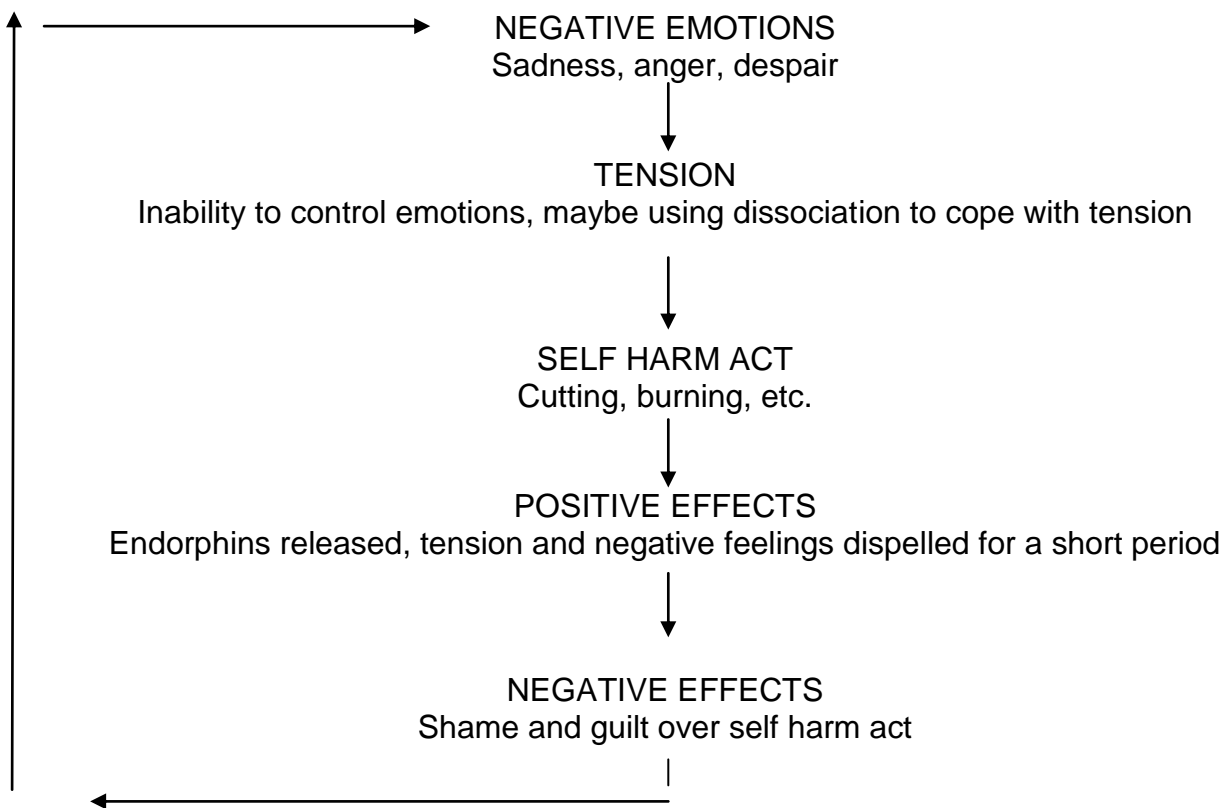 NEGATIVE EMOTIONS
Sadness, anger, despair
TENSION
Inability to control emotions, maybe using dissociation to cope with tension
SELF HARM ACT
Cutting, burning, etc.
POSITIVE EFFECTS
Endorphins released, tension and negative feelings dispelled for a short period
NEGATIVE EFFECTS
Shame and guilt over self harm act